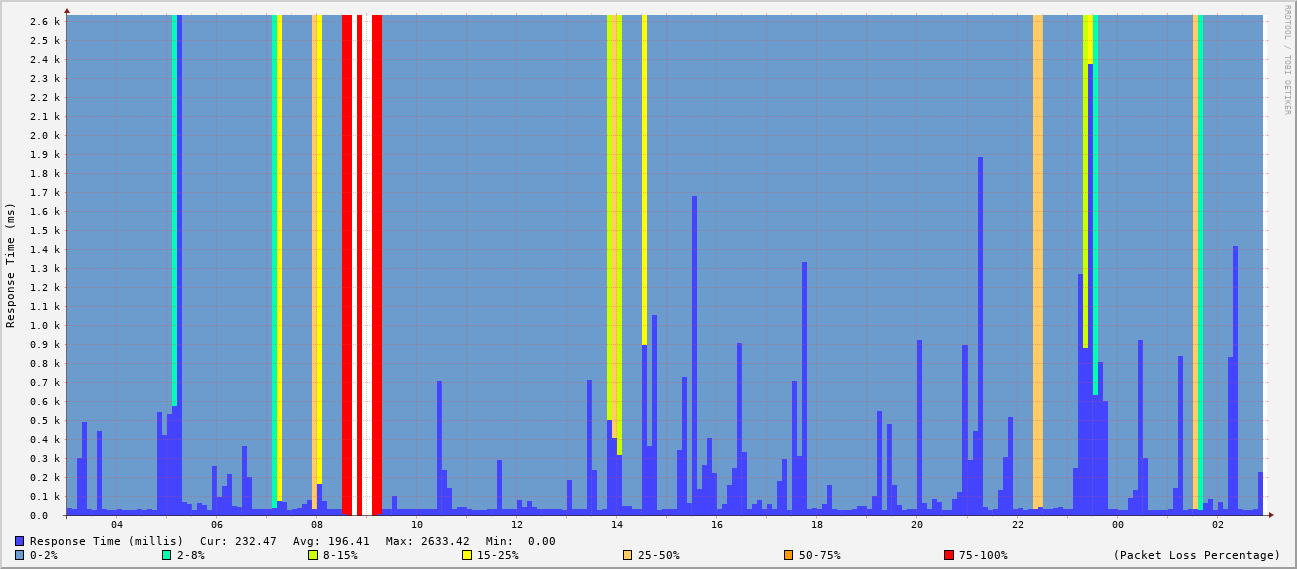 RRDTOOL / TOBI OETIKER
Response Time (ms)
2.6 k
2.5 k
2.4 k
2.3 k
2.2 k
2.1 k
2.0 k
1.9 k
1.8 k
1.7 k
1.6 k
1.5 k
1.4 k
1.3 k
1.2 k
1.1 k
1.0 k
0.9 k
0.8 k
0.7 k
0.6 k
0.5 k
0.4 k
0.3 k
0.2 k
0.1 k
0.0
04 06 08 10 12 14 16 18 20 22 00 02
Response Time (millis) Cur: 232.47 Avg: 196.41 Max: 2633.42 Min: 0.00
0-2% 2-8% 8-15% 15-25% 25-50% 50-75% 75-100% (Packet Loss Percentage)